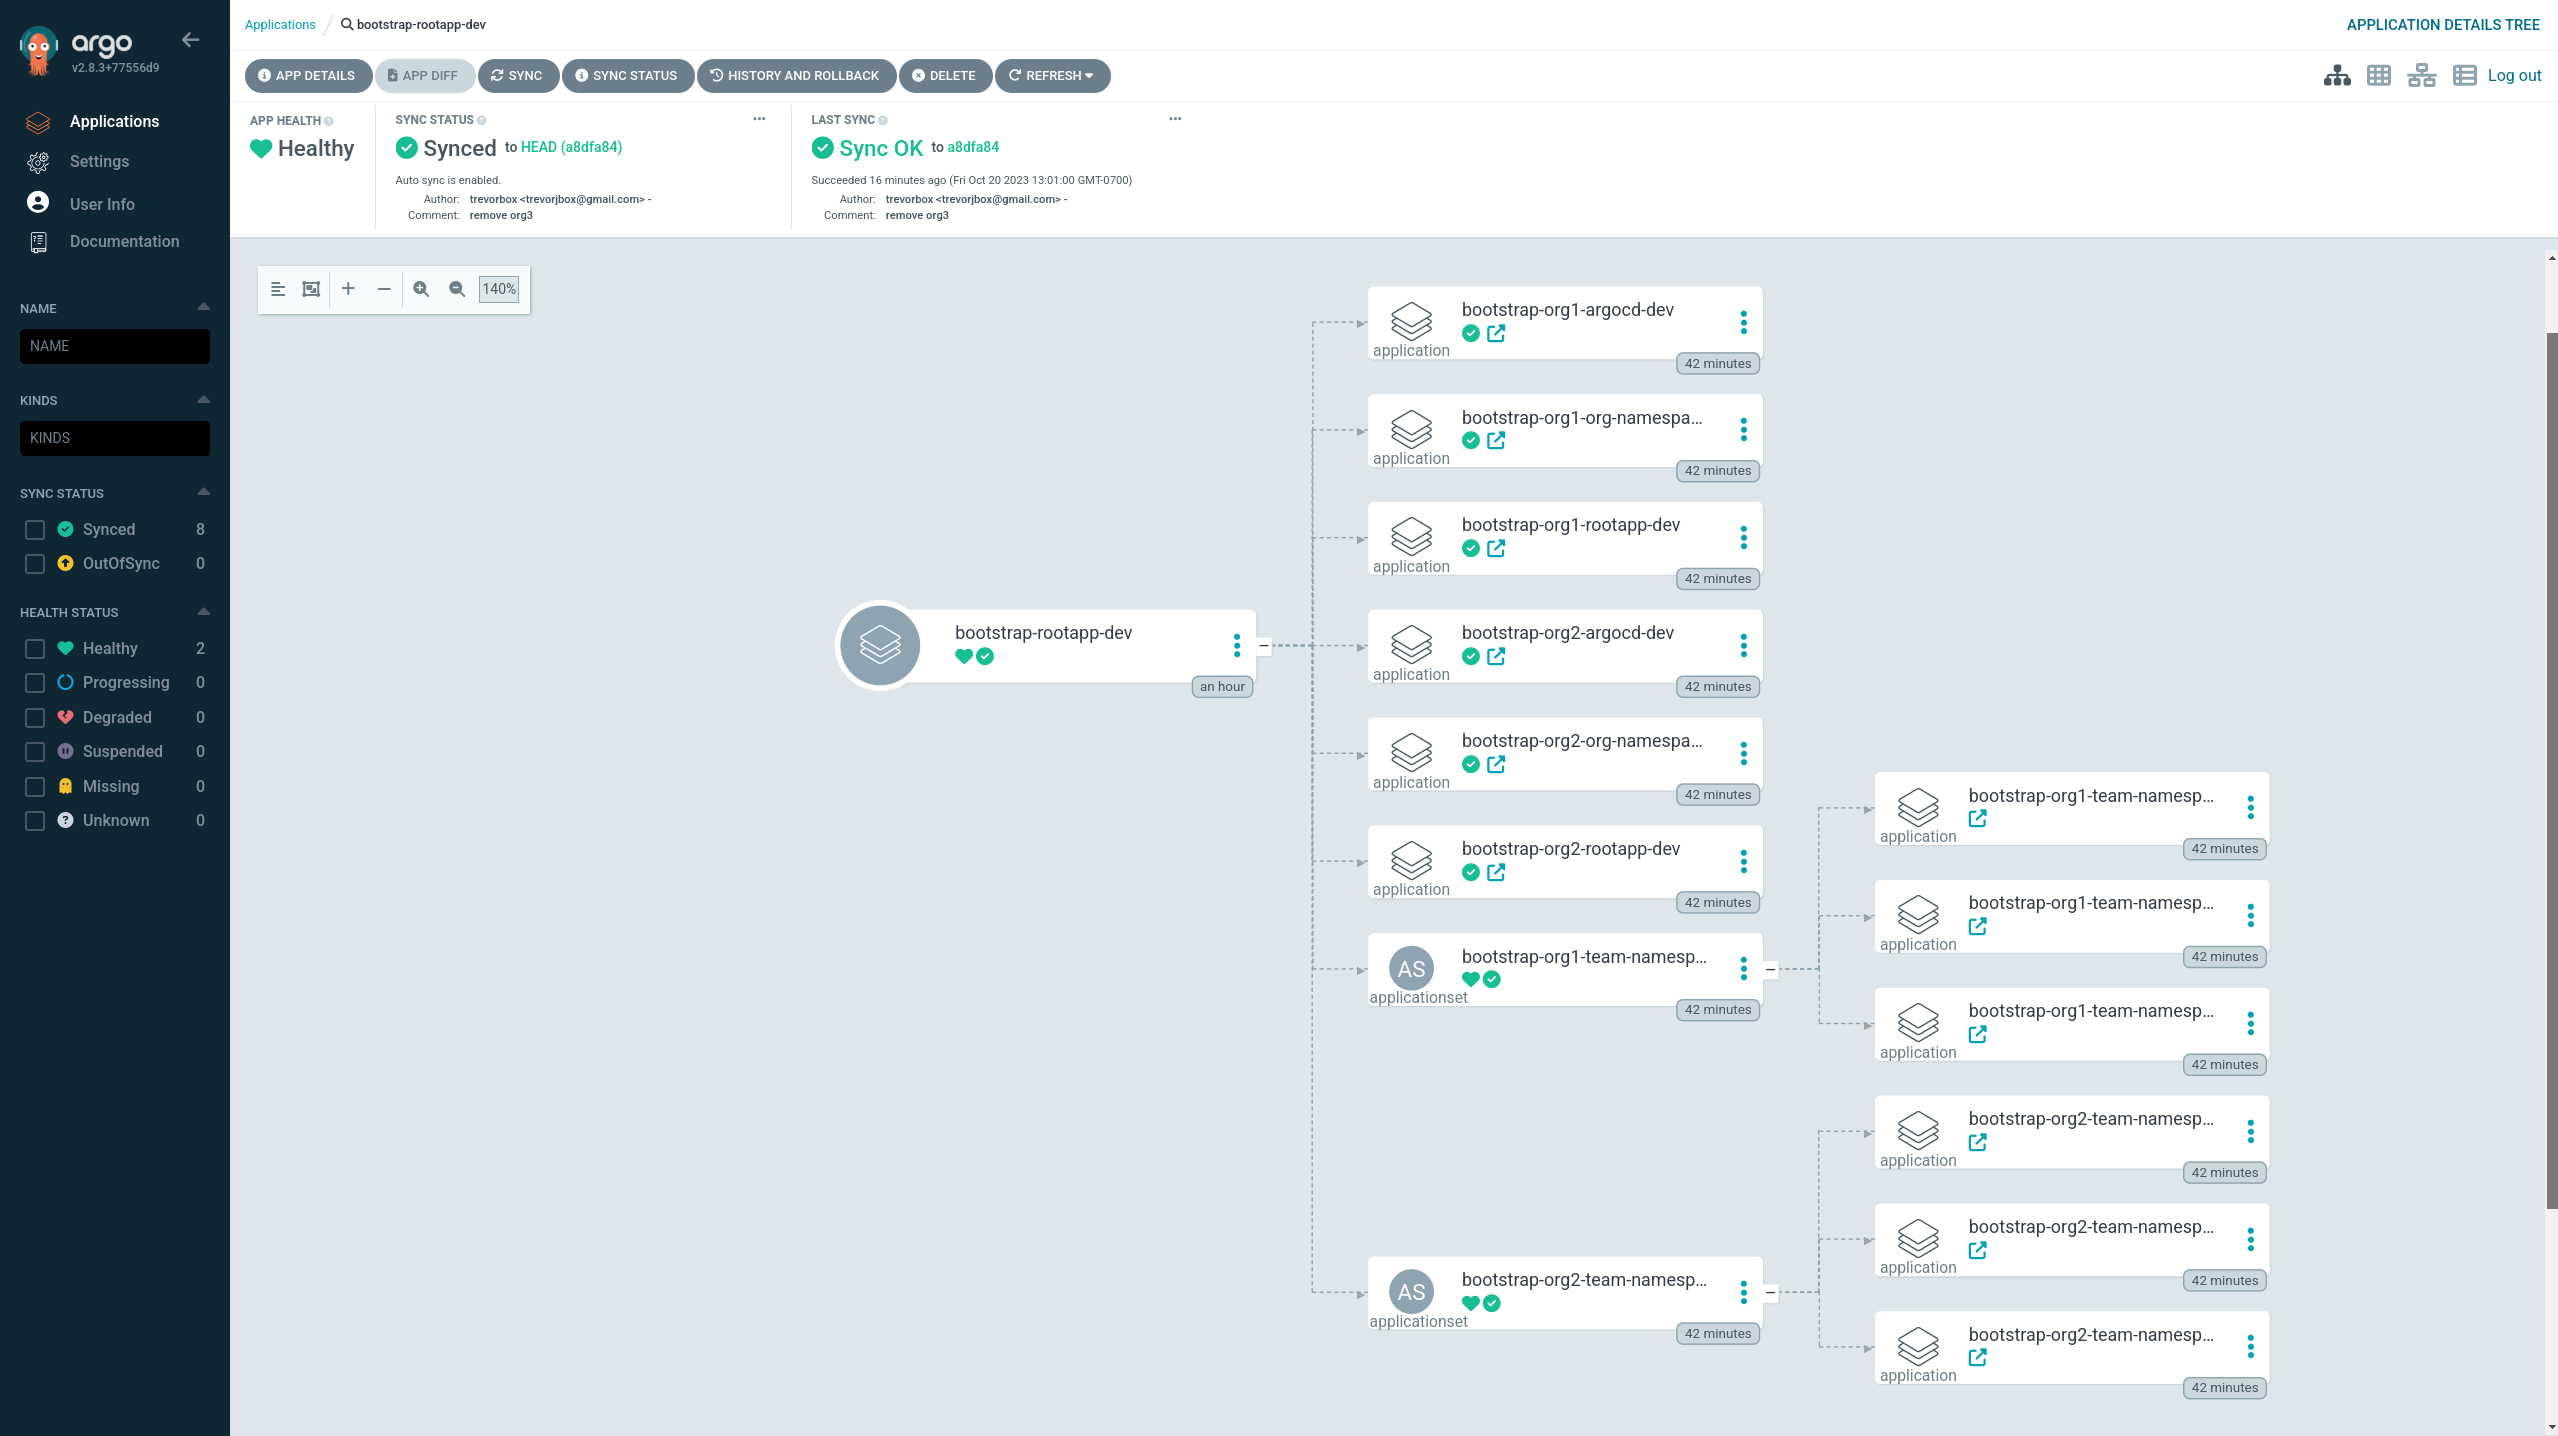 argo
v2.8.3+77556d9
Applications
Settings
User Info
Documentation
NAME
NAME
KINDS
KINDS
SYNC STATUS
Synced 8
OutOfSync 0
HEALTH STATUS
Healthy 2
Progressing 0
Degraded 0
Suspended 0
Missing 0
Unknown 0
Applications / bootstrap-rootapp-dev
APPLICATION DETAILS TREE
APP DETAILS APP DIFF SYNC SYNC STATUS HISTORY AND ROLLBACK DELETE REFRESH
Log out
APP HEALTH
Healthy
SYNC STATUS
Synced to HEAD (a8dfa84)
Auto sync is enabled.
Author: trevorbox <trevorjbox@gmail.com> -
Comment: remove org3
LAST SYNC
Sync OK to a8dfa84
Succeeded 16 minutes ago (Fri Oct 20 2023 13:01:00 GMT-0700)
Author: trevorbox <trevorjbox@gmail.com> -
Comment: remove org3
140%
bootstrap-rootapp-dev
an hour
bootstrap-org1-argocd-dev
application
42 minutes
bootstrap-org1-org-namespa...
application
42 minutes
bootstrap-org1-rootapp-dev
application
42 minutes
bootstrap-org2-argocd-dev
application
42 minutes
bootstrap-org2-org-namespa...
application
42 minutes
bootstrap-org2-rootapp-dev
application
42 minutes
AS
bootstrap-org1-team-namesp...
applicationset
42 minutes
AS
bootstrap-org2-team-namesp...
applicationset
42 minutes
bootstrap-org1-team-namesp...
application
42 minutes
bootstrap-org1-team-namesp...
application
42 minutes
bootstrap-org1-team-namesp...
application
42 minutes
bootstrap-org2-team-namesp...
application
42 minutes
bootstrap-org2-team-namesp...
application
42 minutes
bootstrap-org2-team-namesp...
application
42 minutes